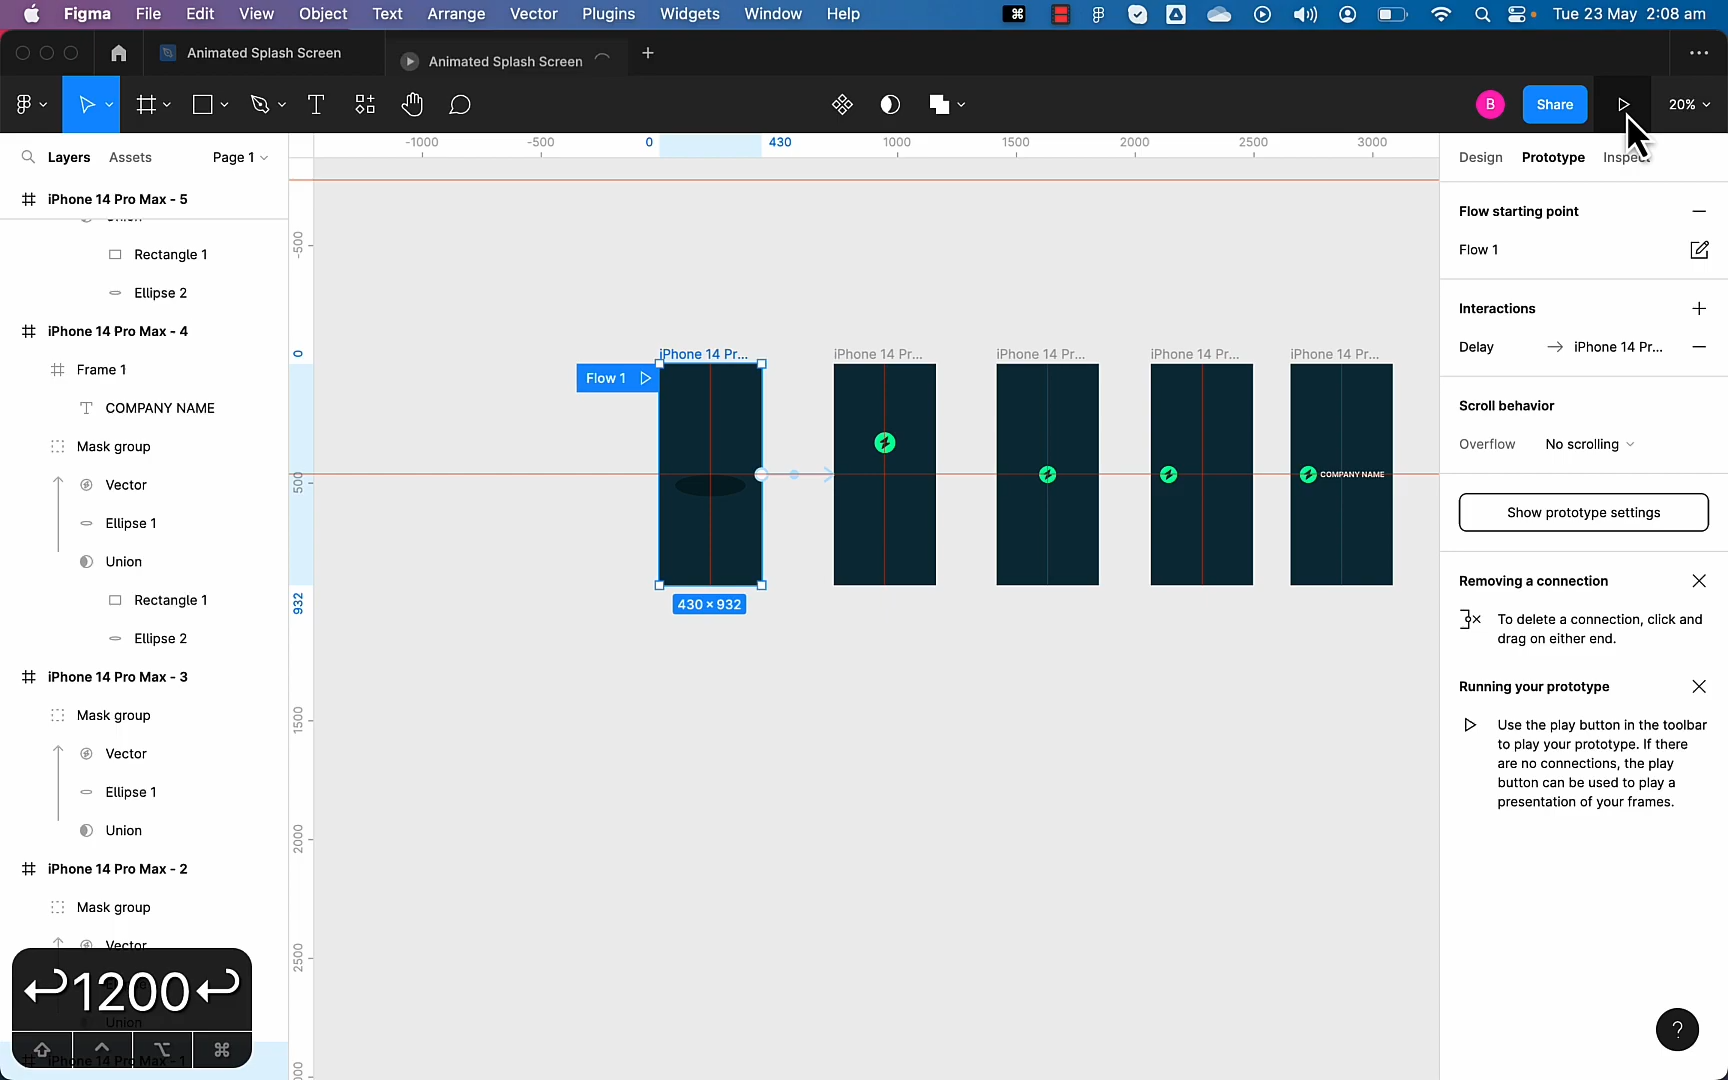 Figma File Edit View Object Text Arrange Vector Plugins Widgets Window Help Tue 23 May 2:08 am
Animated Splash Screen Animated Splash Screen
B Share 20%
Layers Assets Page 1
Design Prototype Inspect
-1000 -500 0 430 1000 1500 2000 2500 3000
iPhone 14 Pro Max - 5
Union
Rectangle 1
Ellipse 2
iPhone 14 Pro Max - 4
Frame 1
COMPANY NAME
Mask group
Vector
Ellipse 1
Union
Rectangle 1
Ellipse 2
iPhone 14 Pro Max - 3
Mask group
Vector
Ellipse 1
Union
iPhone 14 Pro Max - 2
Mask group
Vector
Union
iPhone 14 Pro Max - 1
1200
-500
0
500
932
1500
2000
2500
iPhone 14 Pr... iPhone 14 Pr... iPhone 14 Pr... iPhone 14 Pr... iPhone 14 Pr...
Flow 1
COMPANY NAME
430 × 932
Flow starting point
Flow 1
Interactions
Delay iPhone 14 Pr...
Scroll behavior
Overflow No scrolling
Show prototype settings
Removing a connection
To delete a connection, click and
drag on either end.
Running your prototype
Use the play button in the toolbar
to play your prototype. If there
are no connections, the play
button can be used to play a
presentation of your frames.
?